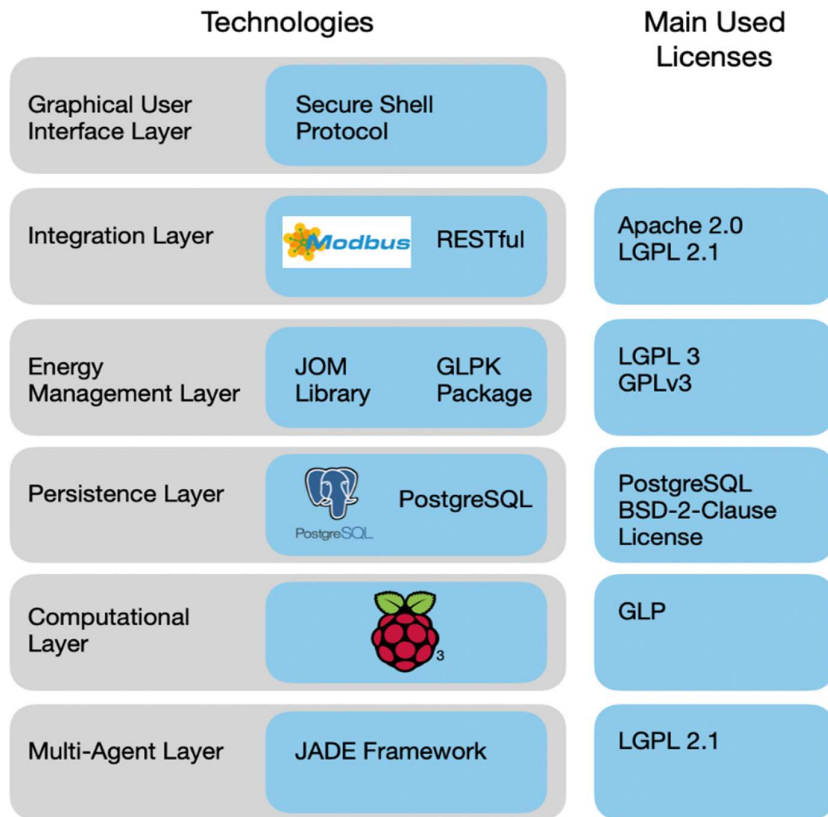 Technologies
Main Used
Licenses
Graphical User
Interface Layer
Secure Shell
Protocol
Integration Layer
Modbus
RESTful
Apache 2.0
LGPL 2.1
Energy
Management Layer
JOM
Library
GLPK
Package
LGPL 3
GPLv3
Persistence Layer
PostgreSQL
PostgreSQL
PostgreSQL
BSD-2-Clause
License
Computational
Layer
3
GLP
Multi-Agent Layer
JADE Framework
LGPL 2.1